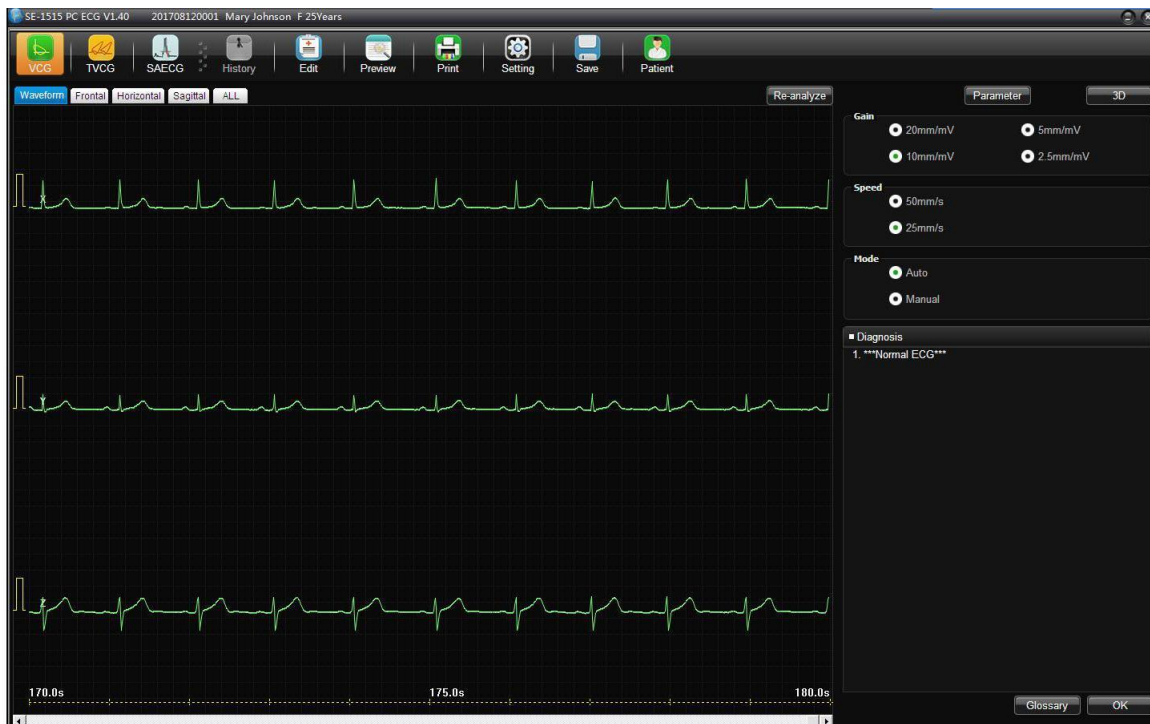 SE-1515 PC ECG V1.40 201708120001 Mary Johnson F 25Years
VCG TVCG SAECG History Edit Preview Print Setting Save Patient
Waveform Frontal Horizontal Sagittal ALL Re-analyze Parameter 3D
Gain
20mm/mV 5mm/mV
10mm/mV 2.5mm/mV
Speed
50mm/s
25mm/s
Mode
Auto
Manual
Diagnosis
1. ***Normal ECG***
X
Y
Z
170.0s 175.0s 180.0s
Glossary OK